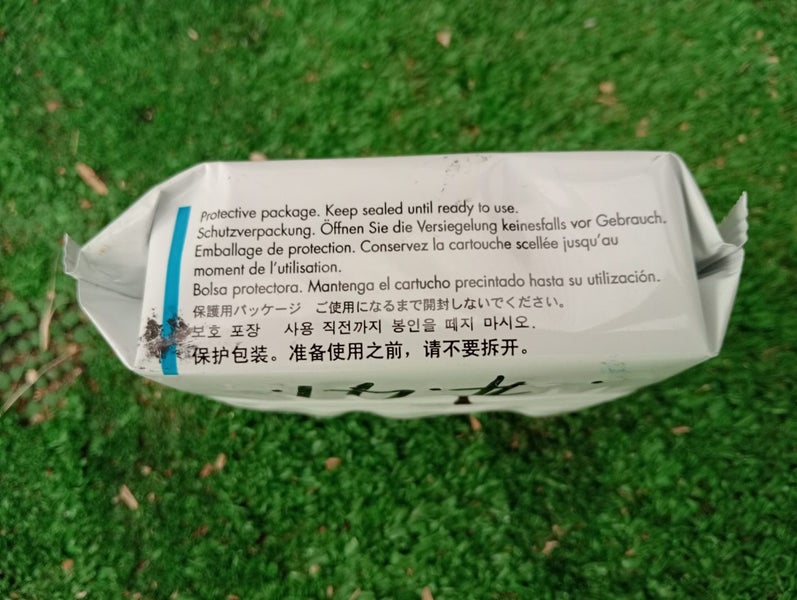 Protective package. Keep sealed until ready to use.
Schutzverpackung. Öffnen Sie die Versiegelung keinesfalls vor Gebrauch.
Emballage de protection. Conservez la cartouche scellée jusqu'au
moment de l'utilisation.
Bolsa protectora. Mantenga el cartucho precintado hasta su utilización.
保護用パッケージ ご使用になるまで開封しないでください。
보호 포장 사용 직전까지 봉인을 떼지 마시오.
保护包装。准备使用之前，请不要拆开。